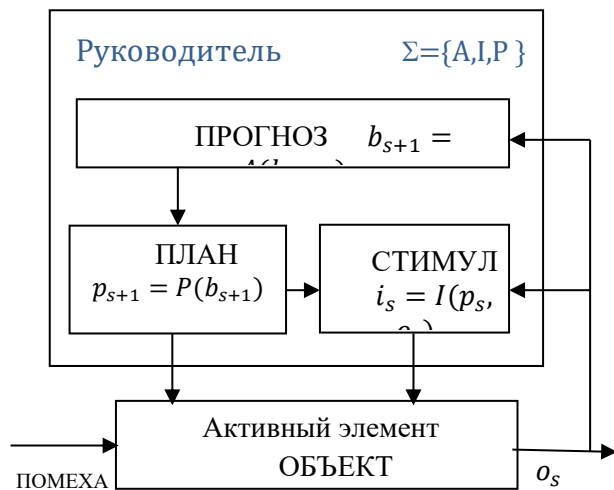 Руководитель Σ={A,I,P }
ПРОГНОЗ b_{s+1} =
ПЛАН
p_{s+1} = P(b_{s+1})
СТИМУЛ
i_s = I(p_s,
Активный элемент
ОБЪЕКТ
ПОМЕХА
o_s